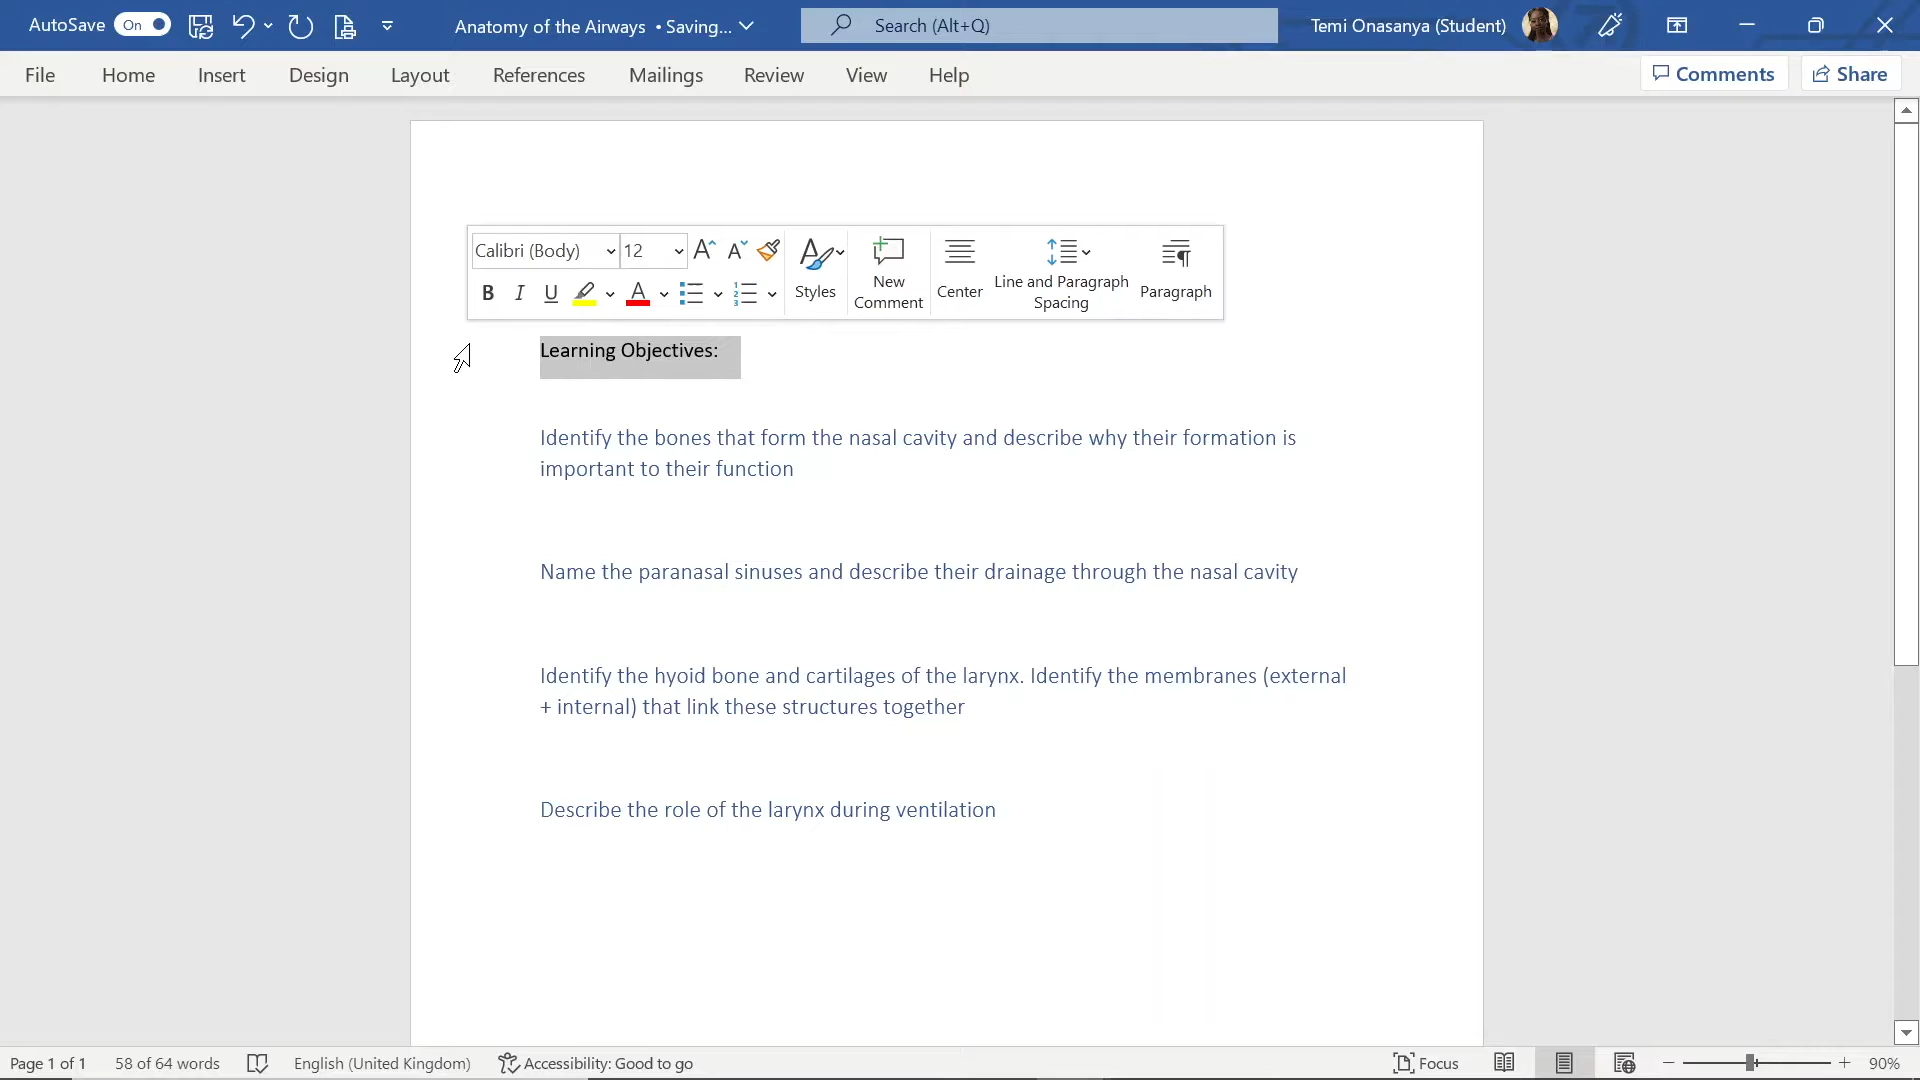 AutoSave On Anatomy of the Airways • Saving... Search (Alt+Q) Temi Onasanya (Student)
File Home Insert Design Layout References Mailings Review View Help Comments Share
Calibri (Body) 12
B I U A Styles New Comment Center Line and Paragraph Spacing Paragraph
Learning Objectives:
Identify the bones that form the nasal cavity and describe why their formation is
important to their function
Name the paranasal sinuses and describe their drainage through the nasal cavity
Identify the hyoid bone and cartilages of the larynx. Identify the membranes (external
+ internal) that link these structures together
Describe the role of the larynx during ventilation
Page 1 of 1 58 of 64 words English (United Kingdom) Accessibility: Good to go Focus 90%